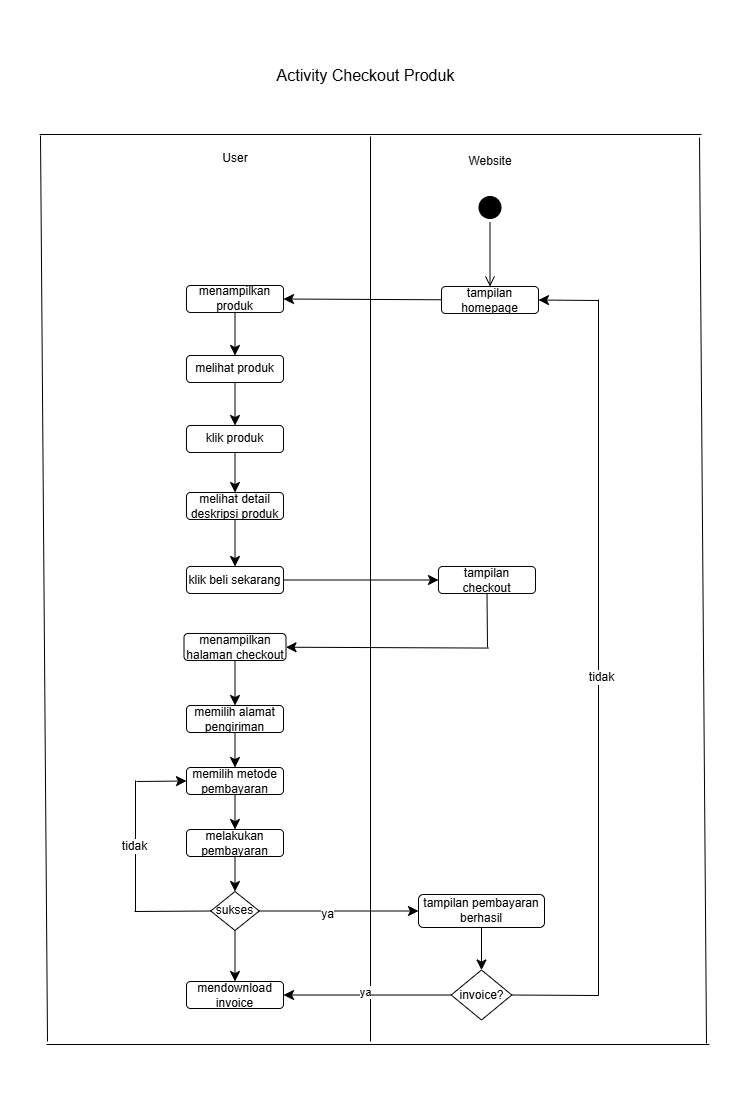 Activity Checkout Produk
User
Website
menampilkan
produk
tampilan
homepage
melihat produk
klik produk
melihat detail
deskripsi produk
klik beli sekarang
tampilan
checkout
menampilkan
halaman checkout
tidak
memilih alamat
pengiriman
memilih metode
pembayaran
melakukan
pembayaran
tidak
sukses
ya
tampilan pembayaran
berhasil
mendownload
invoice
ya
invoice?